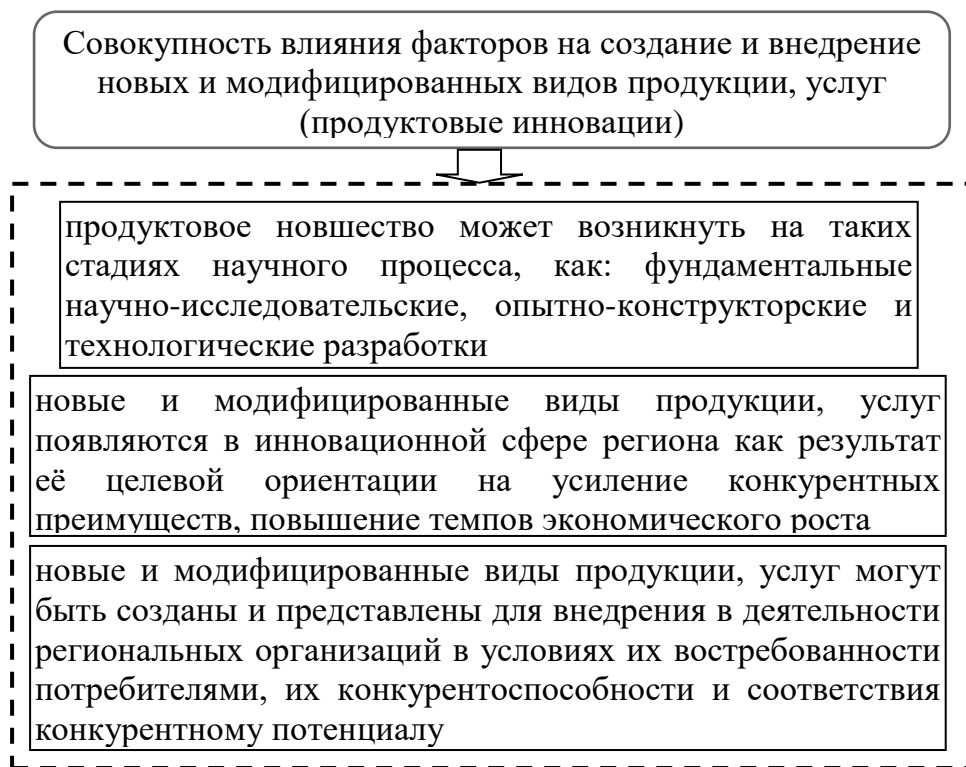 Совокупность влияния факторов на создание и внедрение
новых и модифицированных видов продукции, услуг
(продуктовые инновации)
продуктовое новшество может возникнуть на таких
стадиях научного процесса, как: фундаментальные
научно-исследовательские, опытно-конструкторские и
технологические разработки
новые и модифицированные виды продукции, услуг
появляются в инновационной сфере региона как результат
её целевой ориентации на усиление конкурентных
преимуществ, повышение темпов экономического роста
новые и модифицированные виды продукции, услуг могут
быть созданы и представлены для внедрения в деятельности
региональных организаций в условиях их востребованности
потребителями, их конкурентоспособности и соответствия
конкурентному потенциалу